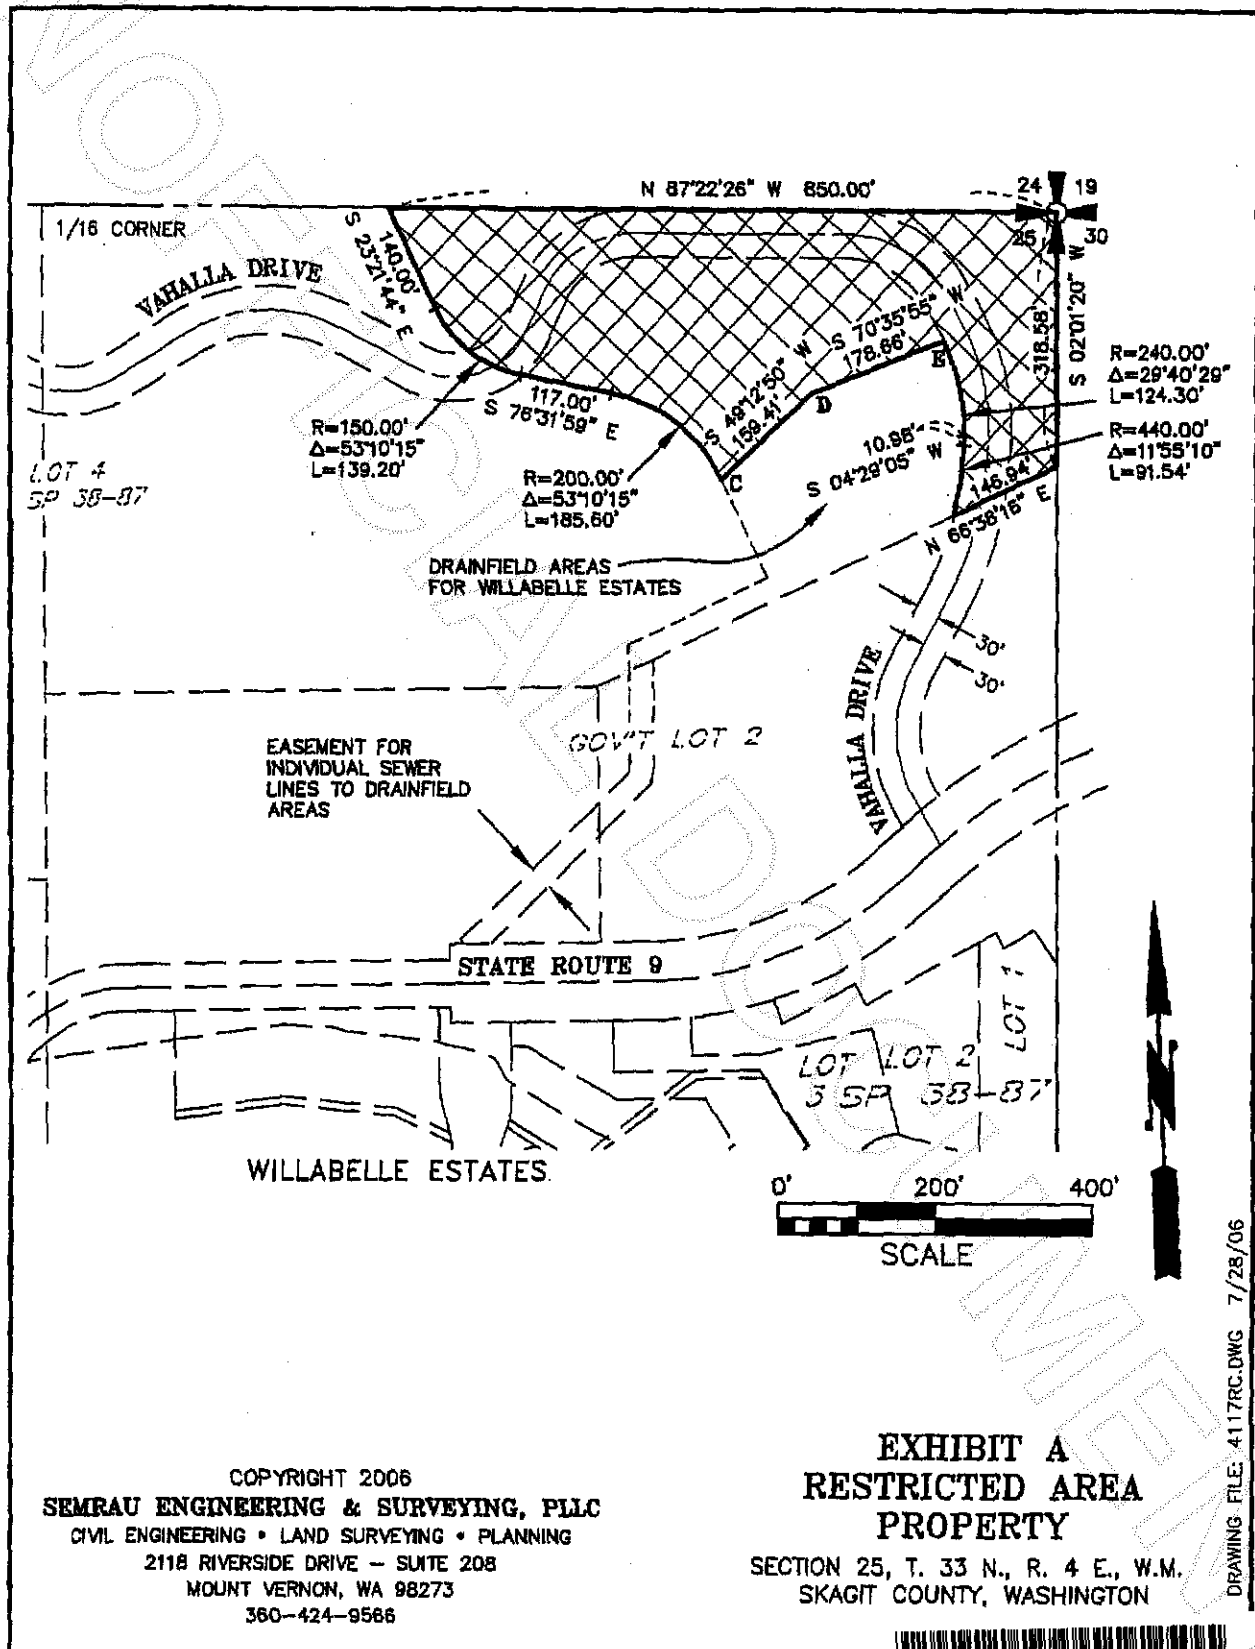 N 87°22'26" W 850.00'
24
19
25
30
1/16 CORNER
S 23°21'44" E
140.00'
VAHALLA DRIVE
S 02°01'20" W
318.58'
S 70°35'55" W
178.66'
E
R=240.00'
Δ=29°40'29"
L=124.30'
117.00'
S 76°31'59" E
S 49°12'50" W
159.41'
D
R=150.00'
Δ=53°10'15"
L=139.20'
10.98'
S 04°29'05" W
R=440.00'
Δ=11°55'10"
L=91.54'
LOT 4
SP 38-87
R=200.00'
Δ=53°10'15"
L=185.60'
C
146.94'
N 66°38'16" E
DRAINFIELD AREAS
FOR WILLABELLE ESTATES
30'
30'
VAHALLA DRIVE
EASEMENT FOR
INDIVIDUAL SEWER
LINES TO DRAINFIELD
AREAS
GOV'T LOT 2
STATE ROUTE 9
LOT 1
LOT
LOT 2
3 SP 38-87
WILLABELLE ESTATES.
0' 200' 400'
SCALE
N
UNOFFICIAL DOCUMENT
EXHIBIT A
RESTRICTED AREA
PROPERTY
SECTION 25, T. 33 N., R. 4 E., W.M.
SKAGIT COUNTY, WASHINGTON
COPYRIGHT 2006
SEMRAU ENGINEERING & SURVEYING, PLLC
CIVIL ENGINEERING • LAND SURVEYING • PLANNING
2118 RIVERSIDE DRIVE – SUITE 208
MOUNT VERNON, WA 98273
360-424-9566
DRAWING FILE: 4117RC.DWG 7/28/06